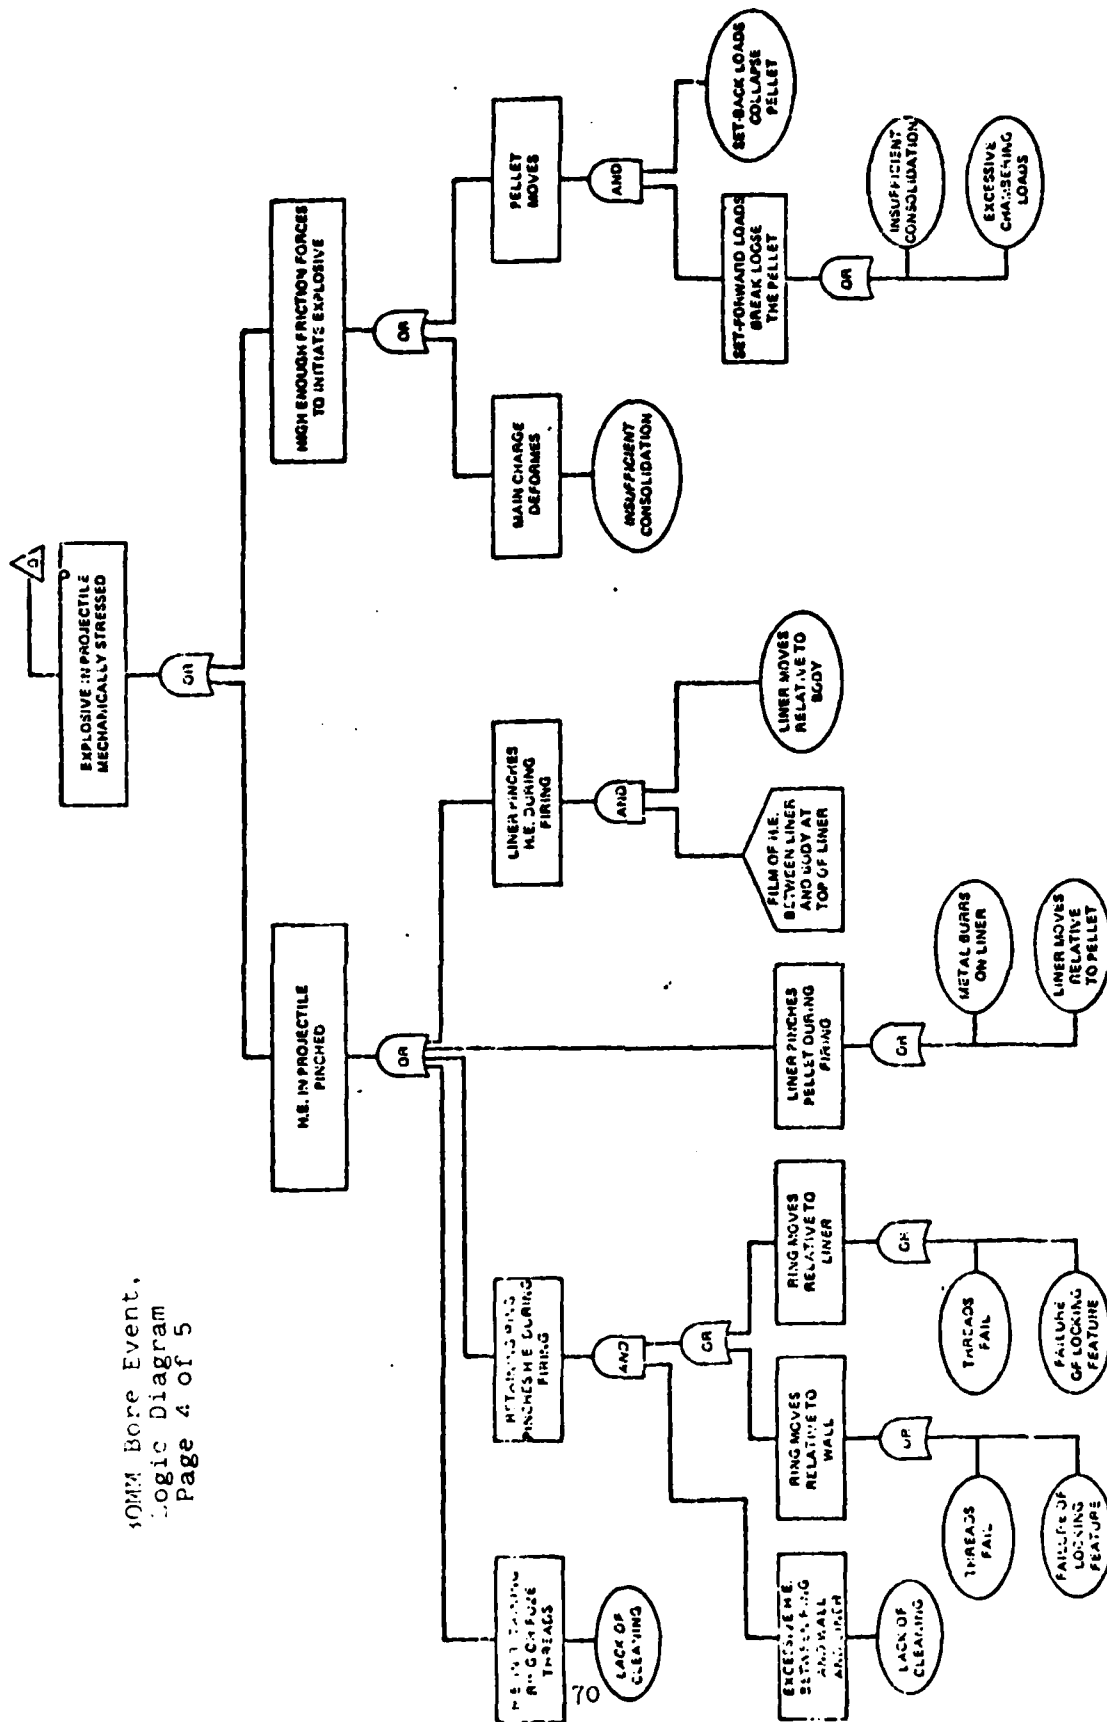 30MM Bore Event,
Logic Diagram
Page 4 of 5
EXPLOSIVE IN PROJECTILE
MECHANICALLY STRESSED
OR
H.E. IN PROJECTILE
PINCHED
OR
HIGH ENOUGH FRICTION FORCES
TO INITIATE EXPLOSIVE
OR
THREADS
LACK OF
CLEANING
RETAINING RING
PINCHES H.E. DURING
FIRING
AND
OR
EXCESSIVE H.E.
BETWEEN RING
AND WALL
AND LINER
LACK OF
CLEANING
RING MOVES
RELATIVE TO
WALL
OR
THREADS
FAIL
FAILURE OF
LOCKING
FEATURE
RING MOVES
RELATIVE TO
LINER
OR
THREADS
FAIL
FAILURE
OF LOCKING
FEATURE
LINER PINCHES
PELLET DURING
FIRING
OR
METAL BURRS
ON LINER
LINER MOVES
RELATIVE
TO PELLET
LINER PINCHES
H.E. DURING
FIRING
AND
FILM OF H.E.
BETWEEN LINER
AND BODY AT
TOP OF LINER
LINER MOVES
RELATIVE TO
BODY
MAIN CHARGE
DEFORMES
INSUFFICIENT
CONSOLIDATION
PELLET
MOVES
AND
SET-FORWARD LOADS
BREAK LOOSE
THE PELLET
OR
INSUFFICIENT
CONSOLIDATION
EXCESSIVE
CHAMBERING
LOADS
SET-BACK LOADS
COLLAPSE
PELLET
70